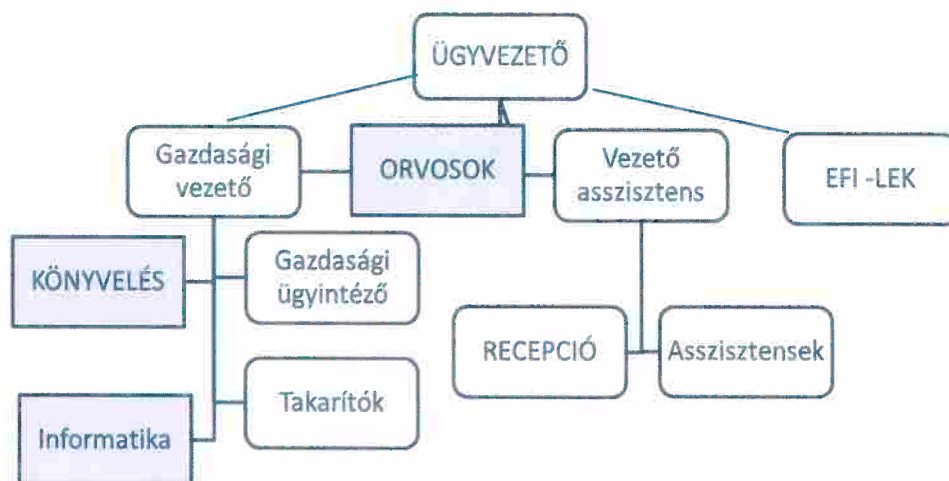 ÜGYVEZETŐ
Gazdasági
vezető
ORVOSOK
Vezető
asszisztens
EFI -LEK
KÖNYVELÉS
Gazdasági
ügyintéző
RECEPCIÓ
Asszisztensek
Takarítók
Informatika